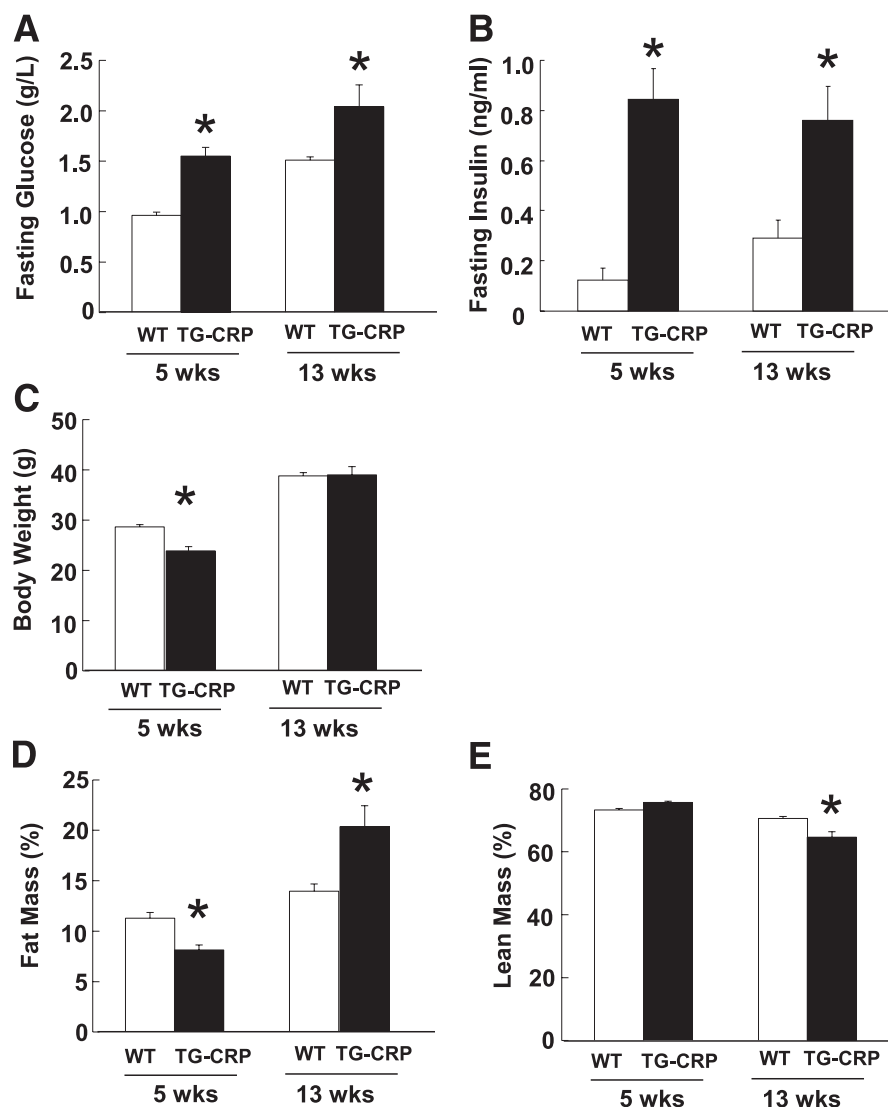 A
Fasting Glucose (g/L)
2.5
2.0
1.5
1.0
0.5
0
*
*
WT TG-CRP
WT TG-CRP
5 wks
13 wks
B
Fasting Insulin (ng/ml)
1.0
0.8
0.6
0.4
0.2
0
*
*
WT TG-CRP
WT TG-CRP
5 wks
13 wks
C
Body Weight (g)
50
40
30
20
10
0
*
WT TG-CRP
WT TG-CRP
5 wks
13 wks
D
Fat Mass (%)
25
20
15
10
5
0
*
*
WT TG-CRP
WT TG-CRP
5 wks
13 wks
E
Lean Mass (%)
80
60
40
20
0
*
WT TG-CRP
WT TG-CRP
5 wks
13 wks